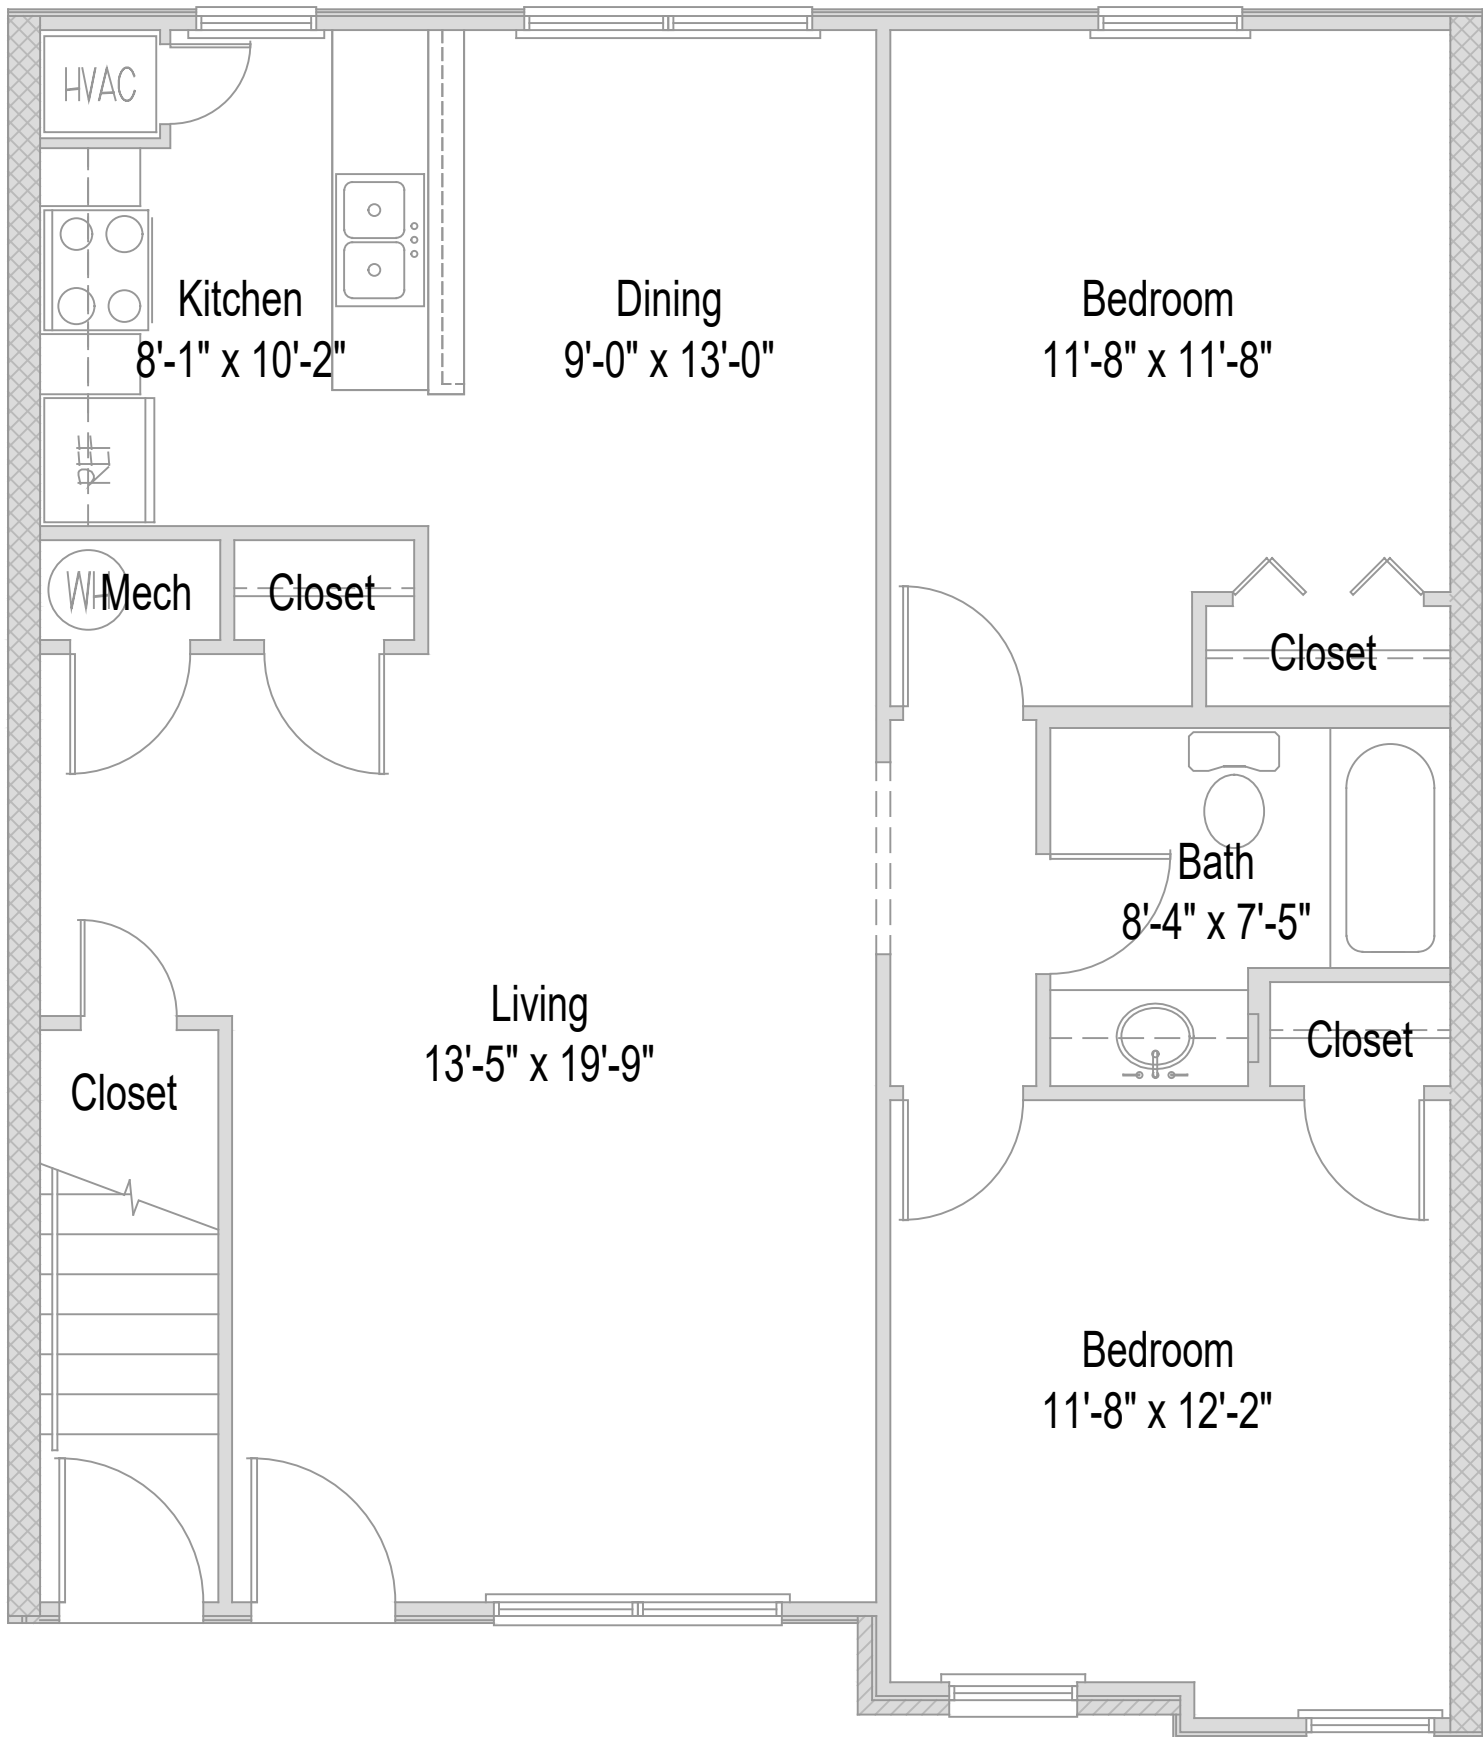 HVAC
Kitchen
8'-1" x 10'-2"
Dining
9'-0" x 13'-0"
Bedroom
11'-8" x 11'-8"
REF
WH
Mech
Closet
Closet
Bath
8'-4" x 7'-5"
Living
13'-5" x 19'-9"
Closet
Closet
Bedroom
11'-8" x 12'-2"